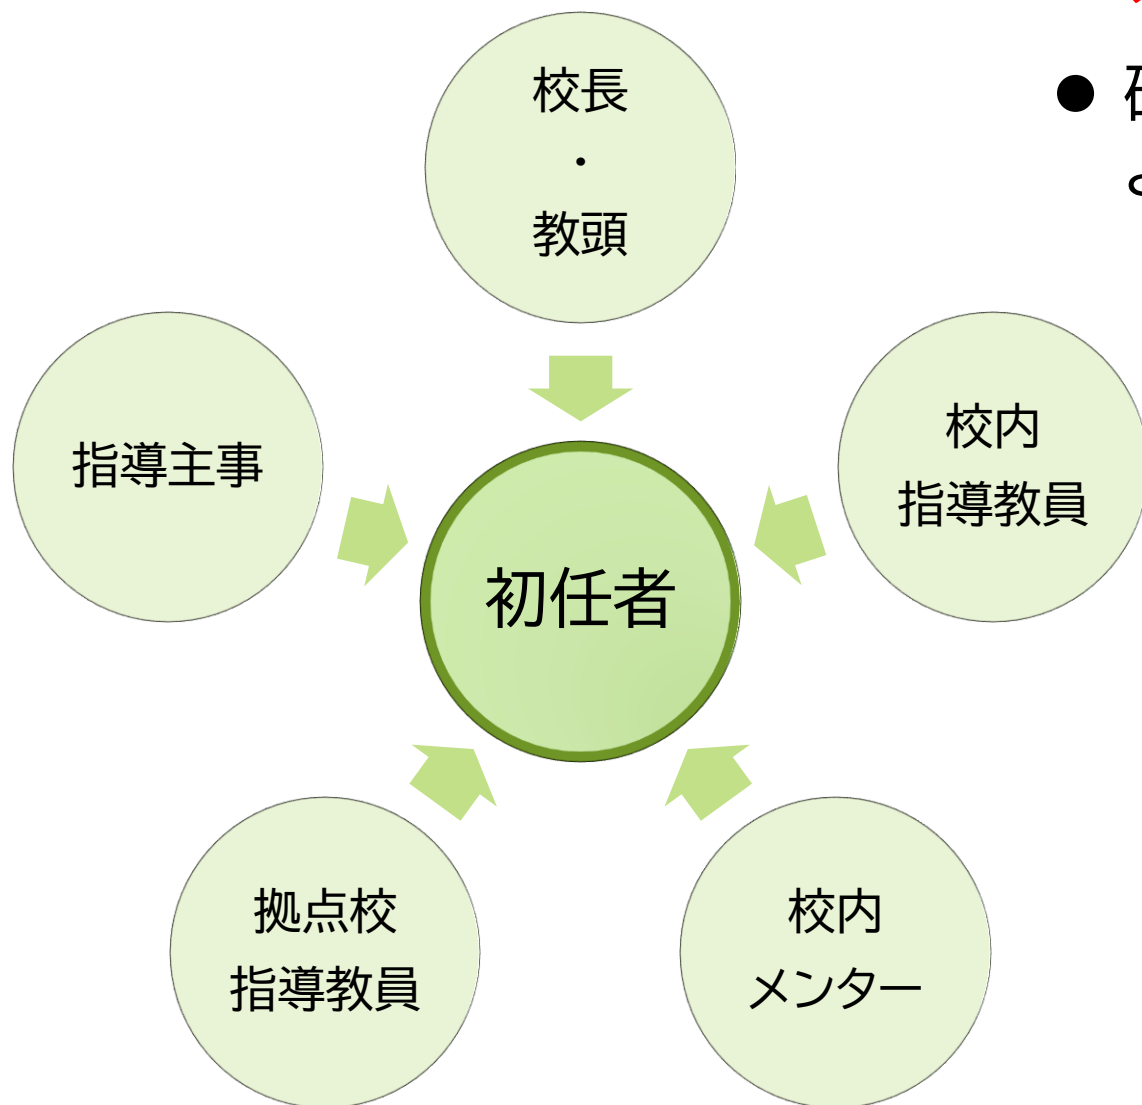 校長
・
教頭
指導主事
校内
指導教員
初任者
拠点校
指導教員
校内
メンター